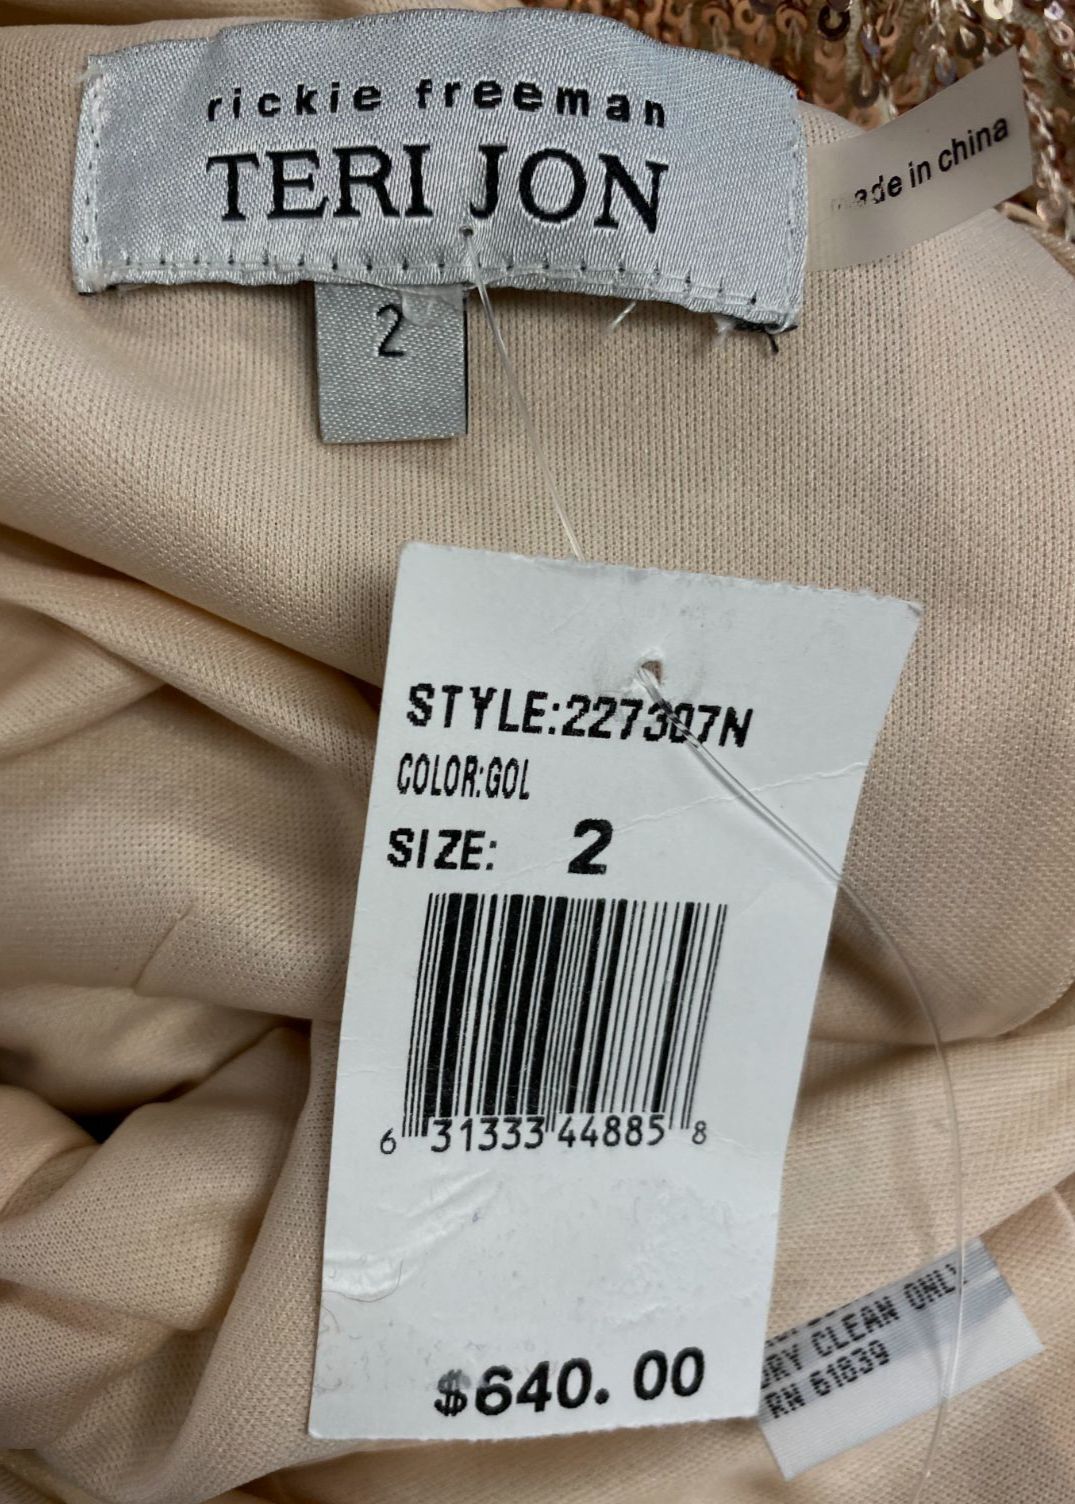 rickie freeman
TERI JON
made in china
2
STYLE:227307N
COLOR:GOL
SIZE: 2
6 31333 44885 8
$640.00
DRY CLEAN ONLY
RN 61839